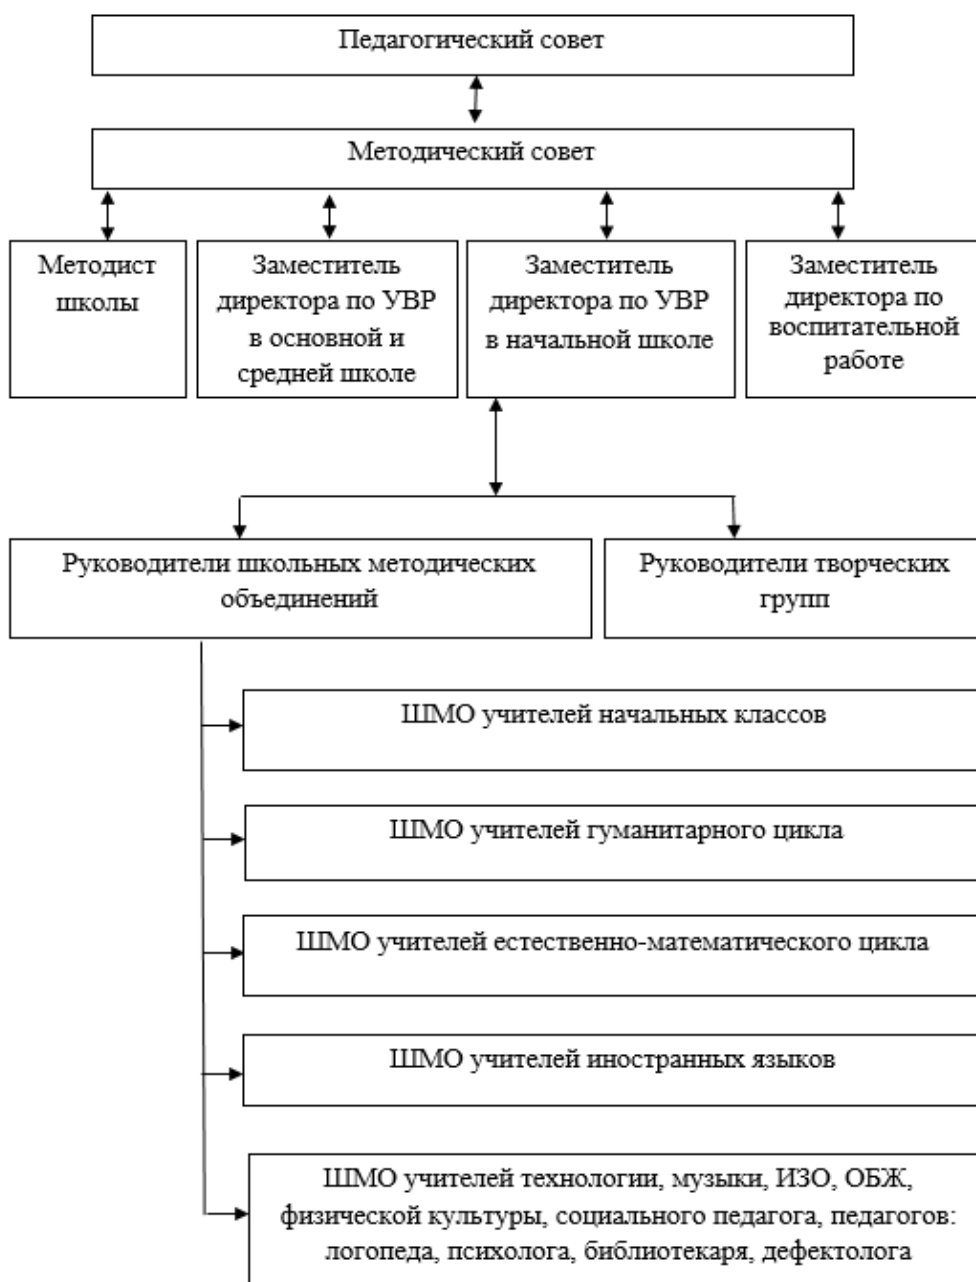 Педагогический совет
Методический совет
Методист
школы
Заместитель
директора по УВР
в основной и
средней школе
Заместитель
директора по УВР
в начальной школе
Заместитель
директора по
воспитательной
работе
Руководители школьных методических
объединений
Руководители творческих
групп
ШМО учителей начальных классов
ШМО учителей гуманитарного цикла
ШМО учителей естественно-математического цикла
ШМО учителей иностранных языков
ШМО учителей технологии, музыки, ИЗО, ОБЖ,
физической культуры, социального педагога, педагогов:
логопеда, психолога, библиотекаря, дефектолога